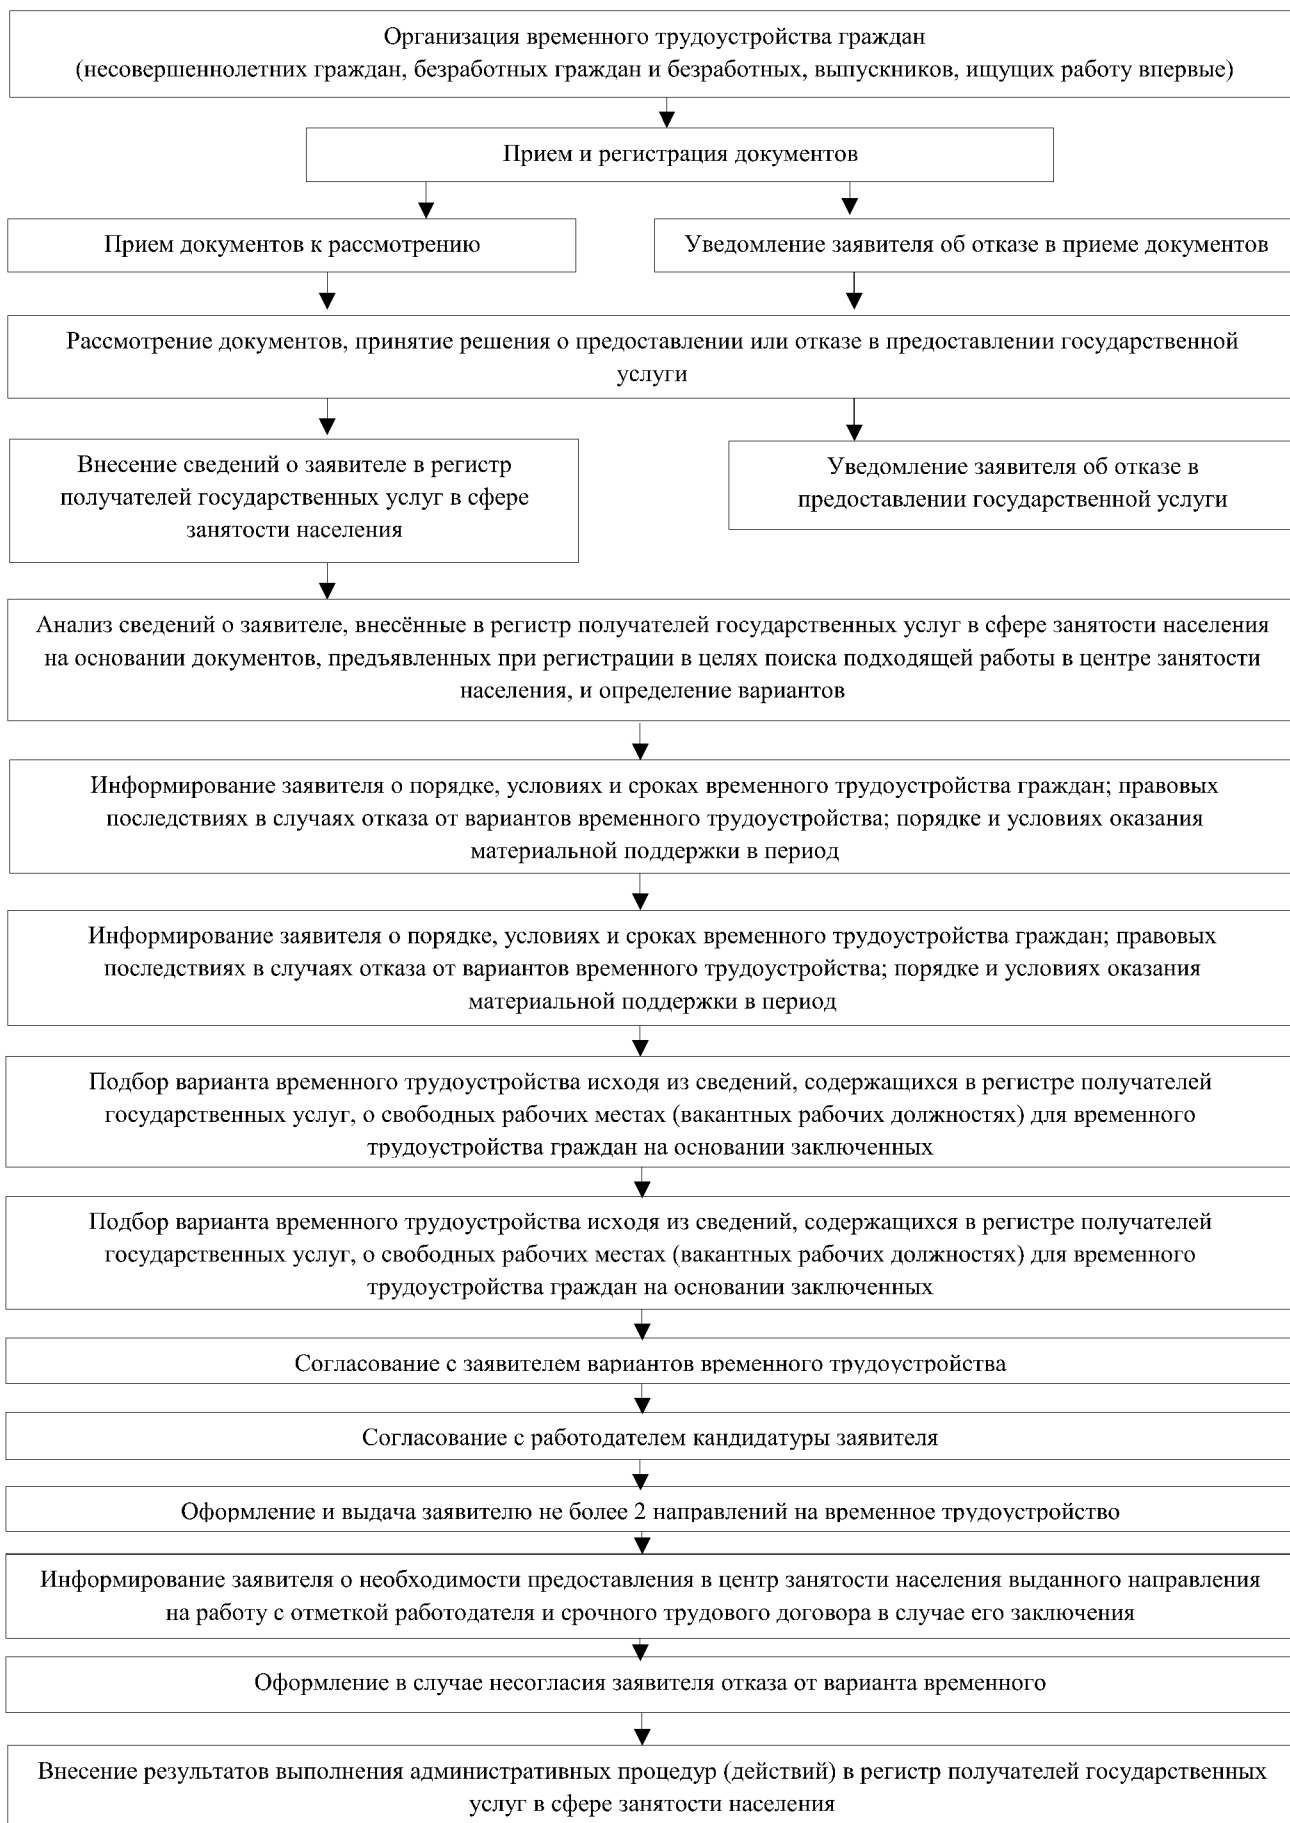 Организация временного трудоустройства граждан
(несовершеннолетних граждан, безработных граждан и безработных, выпускников, ищущих работу впервые)
Прием и регистрация документов
Прием документов к рассмотрению
Уведомление заявителя об отказе в приеме документов
Рассмотрение документов, принятие решения о предоставлении или отказе в предоставлении государственной
услуги
Внесение сведений о заявителе в регистр
получателей государственных услуг в сфере
занятости населения
Уведомление заявителя об отказе в
предоставлении государственной услуги
Анализ сведений о заявителе, внесённые в регистр получателей государственных услуг в сфере занятости населения
на основании документов, предъявленных при регистрации в целях поиска подходящей работы в центре занятости
населения, и определение вариантов
Информирование заявителя о порядке, условиях и сроках временного трудоустройства граждан; правовых
последствиях в случаях отказа от вариантов временного трудоустройства; порядке и условиях оказания
материальной поддержки в период
Информирование заявителя о порядке, условиях и сроках временного трудоустройства граждан; правовых
последствиях в случаях отказа от вариантов временного трудоустройства; порядке и условиях оказания
материальной поддержки в период
Подбор варианта временного трудоустройства исходя из сведений, содержащихся в регистре получателей
государственных услуг, о свободных рабочих местах (вакантных рабочих должностях) для временного
трудоустройства граждан на основании заключенных
Подбор варианта временного трудоустройства исходя из сведений, содержащихся в регистре получателей
государственных услуг, о свободных рабочих местах (вакантных рабочих должностях) для временного
трудоустройства граждан на основании заключенных
Согласование с заявителем вариантов временного трудоустройства
Согласование с работодателем кандидатуры заявителя
Оформление и выдача заявителю не более 2 направлений на временное трудоустройство
Информирование заявителя о необходимости предоставления в центр занятости населения выданного направления
на работу с отметкой работодателя и срочного трудового договора в случае его заключения
Оформление в случае несогласия заявителя отказа от варианта временного
Внесение результатов выполнения административных процедур (действий) в регистр получателей государственных
услуг в сфере занятости населения